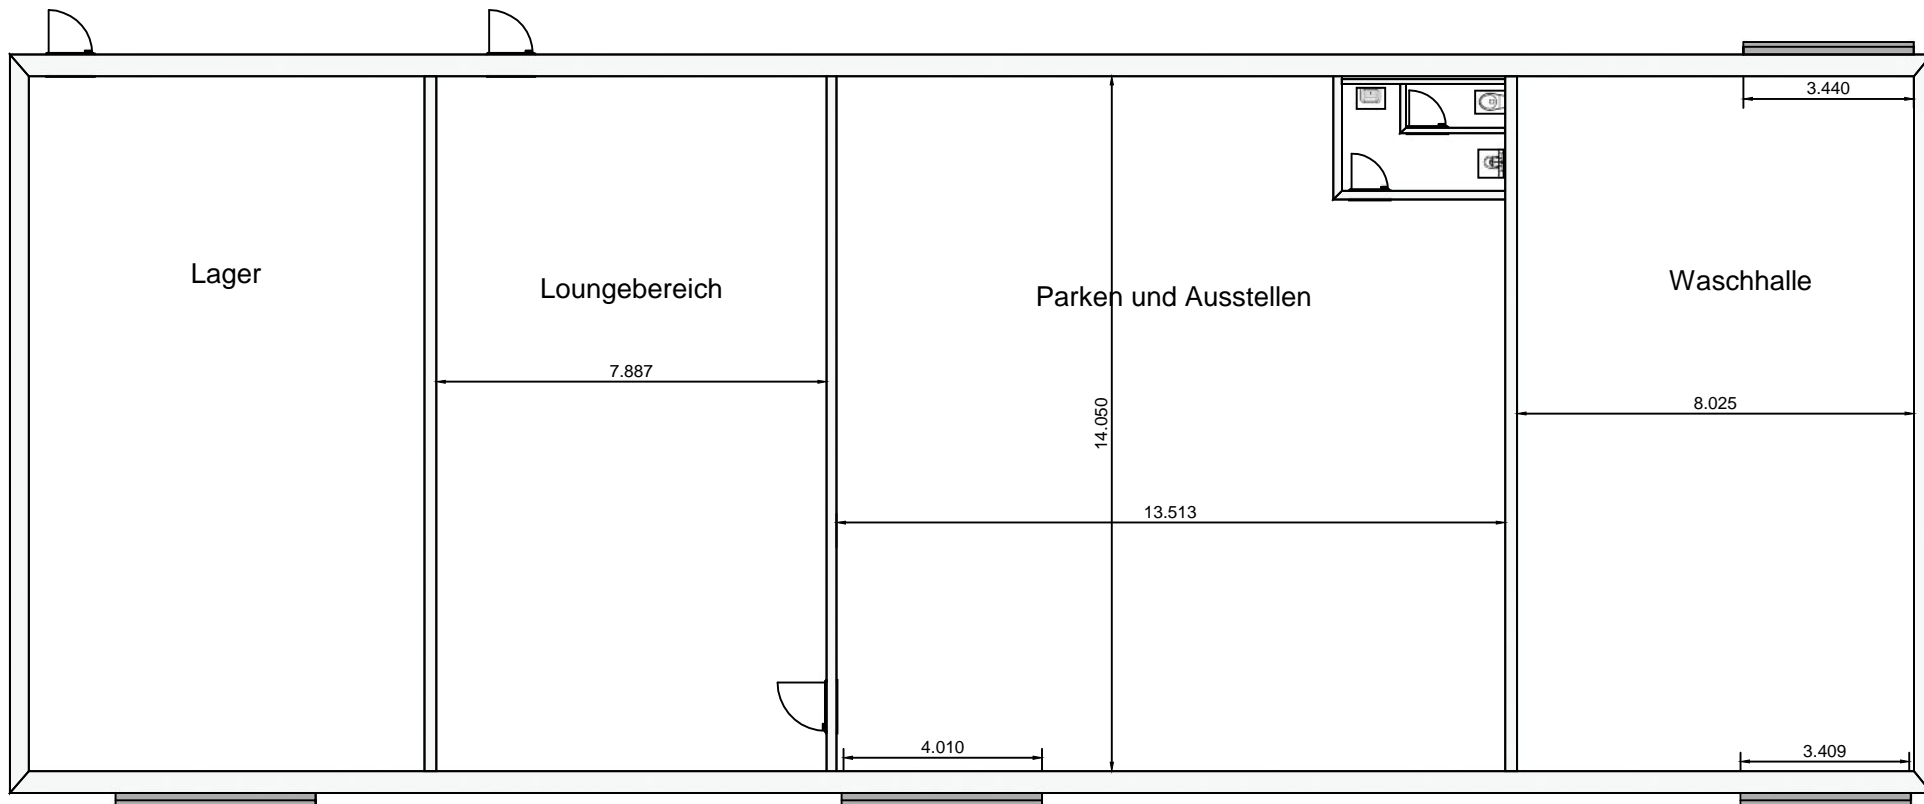 3.440
Lager
Loungebereich
Parken und Ausstellen
Waschhalle
7.887
14.050
8.025
13.513
4.010
3.409